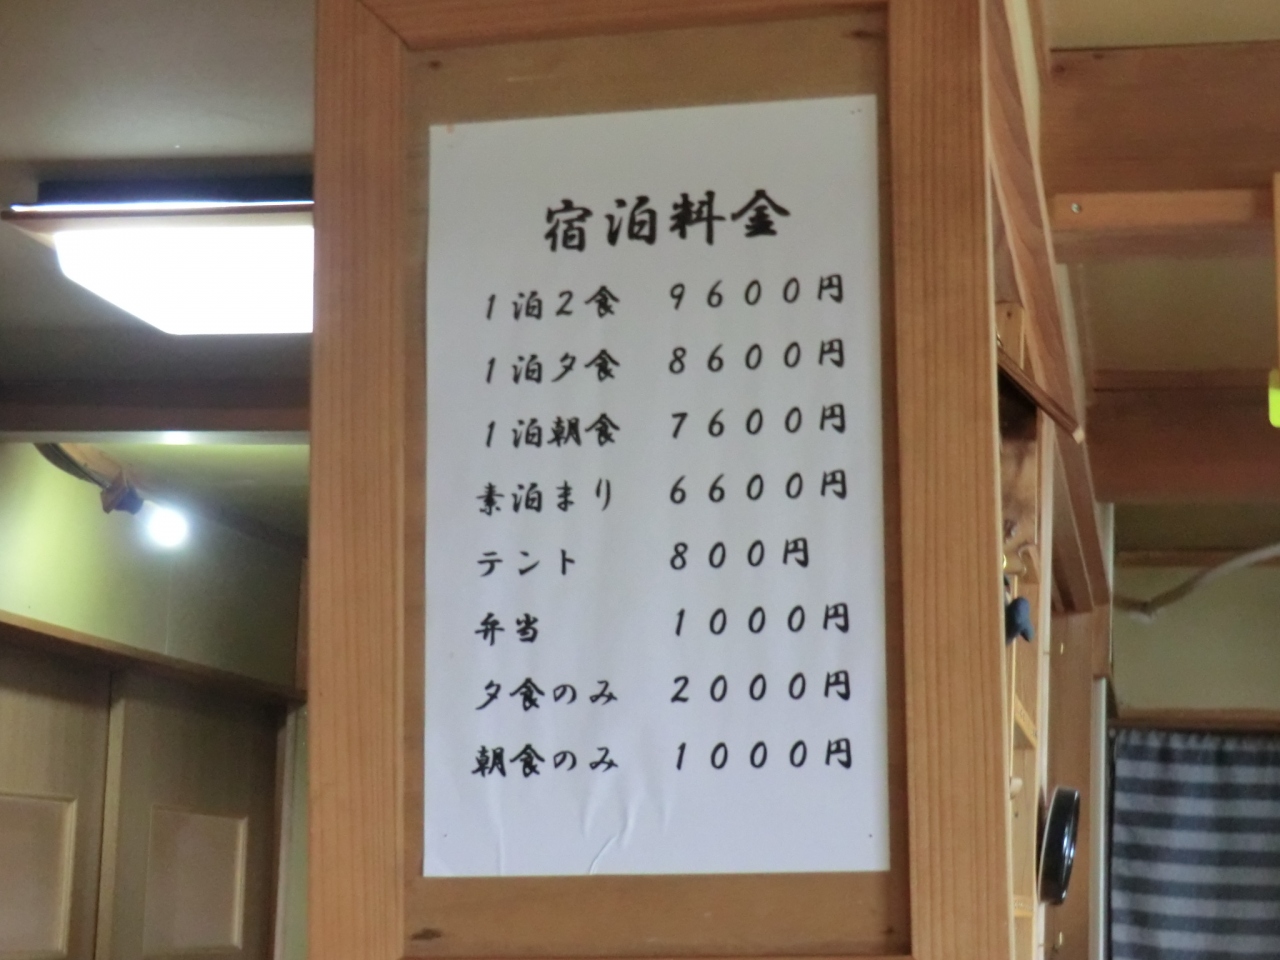 宿泊料金
1泊2食 9600円
1泊夕食 8600円
1泊朝食 7600円
素泊まり 6600円
テント 800円
弁当 1000円
夕食のみ 2000円
朝食のみ 1000円